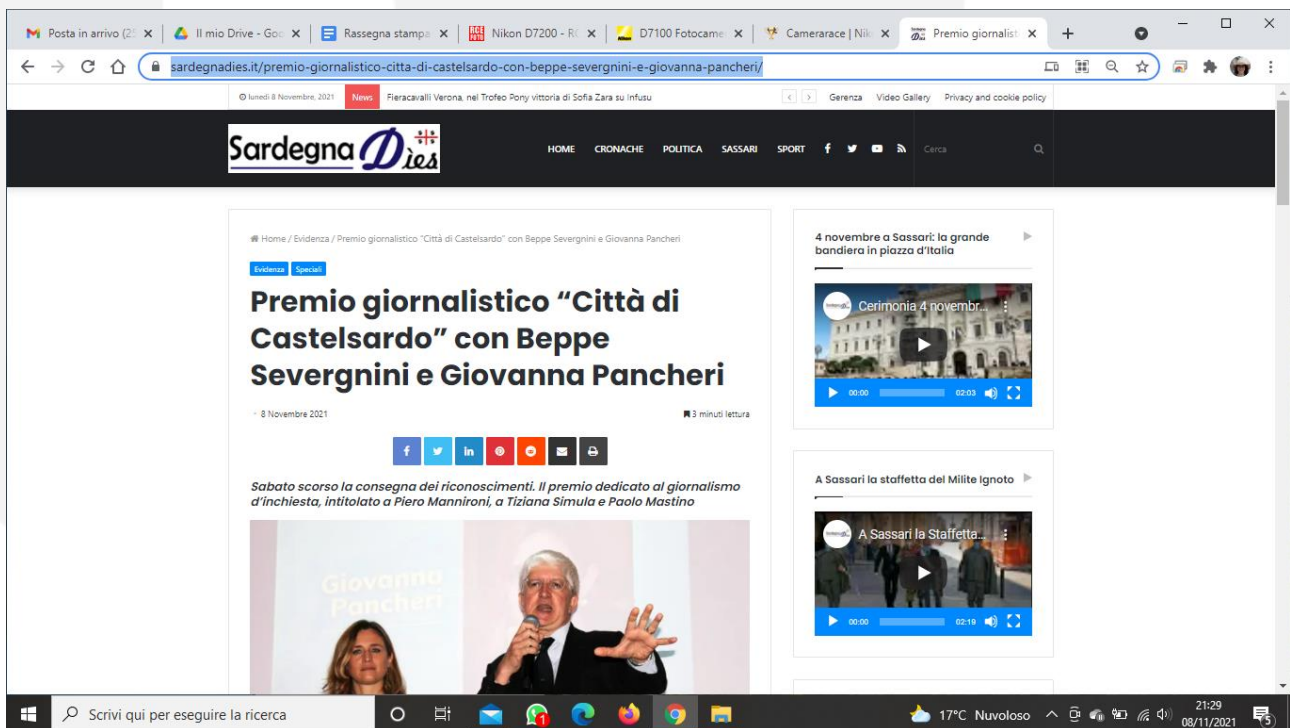 Posta in arrivo (2
Il mio Drive - Goo
Rassegna stampa
Nikon D7200 - R
D7100 Fotocame
Camerarace | Nik
Premio giornalist
sardegnadies.it/premio-giornalistico-citta-di-castelsardo-con-beppe-severgnini-e-giovanna-pancheri/
lunedì 8 Novembre, 2021
News
Fieracavalli Verona, nel Trofeo Pony vittoria di Sofia Zara su Infusu
Gerenza Video Gallery Privacy and cookie policy
Sardegna Dies
HOME CRONACHE POLITICA SASSARI SPORT
Cerca
Home / Evidenza / Premio giornalistico "Città di Castelsardo" con Beppe Severgnini e Giovanna Pancheri
Evidenza Speciali
Premio giornalistico “Città di
Castelsardo” con Beppe
Severgnini e Giovanna Pancheri
8 Novembre 2021
3 minuti lettura
Sabato scorso la consegna dei riconoscimenti. Il premio dedicato al giornalismo
d’inchiesta, intitolato a Piero Mannironi, a Tiziana Simula e Paolo Mastino
Giovanna
Pancheri
4 novembre a Sassari: la grande
bandiera in piazza d’Italia
Cerimonia 4 novembr...
00:00 02:03
A Sassari la staffetta del Milite Ignoto
A Sassari la Staffetta...
00:00 02:19
Scrivi qui per eseguire la ricerca
17°C Nuvoloso
21:29
08/11/2021